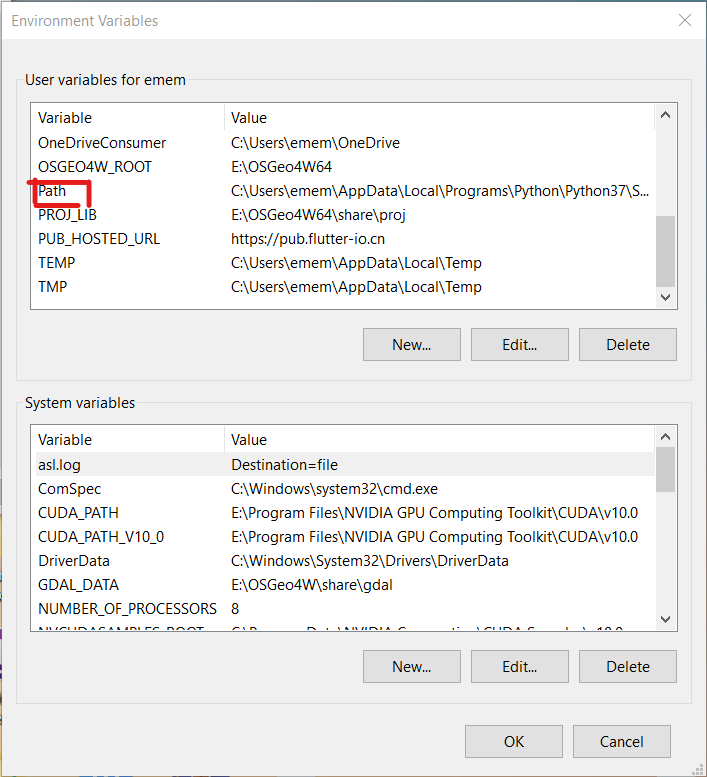 Environment Variables
User variables for emem
Variable Value
OneDriveConsumer C:\Users\emem\OneDrive
OSGEO4W_ROOT E:\OSGeo4W64
Path C:\Users\emem\AppData\Local\Programs\Python\Python37\S...
PROJ_LIB E:\OSGeo4W64\share\proj
PUB_HOSTED_URL https://pub.flutter-io.cn
TEMP C:\Users\emem\AppData\Local\Temp
TMP C:\Users\emem\AppData\Local\Temp
New... Edit... Delete
System variables
Variable Value
asl.log Destination=file
ComSpec C:\Windows\system32\cmd.exe
CUDA_PATH E:\Program Files\NVIDIA GPU Computing Toolkit\CUDA\v10.0
CUDA_PATH_V10_0 E:\Program Files\NVIDIA GPU Computing Toolkit\CUDA\v10.0
DriverData C:\Windows\System32\Drivers\DriverData
GDAL_DATA E:\OSGeo4W\share\gdal
NUMBER_OF_PROCESSORS 8
New... Edit... Delete
OK Cancel